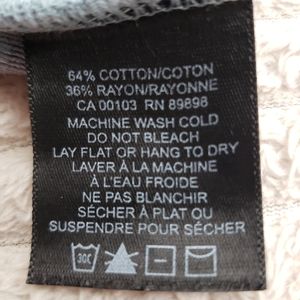 64% COTTON/COTON
36% RAYON/RAYONNE
CA 00103 RN 89898
MACHINE WASH COLD
DO NOT BLEACH
LAY FLAT OR HANG TO DRY
LAVER À LA MACHINE
À L'EAU FROIDE
NE PAS BLANCHIR
SÉCHER À PLAT OU
SUSPENDRE POUR SÉCHER
30C